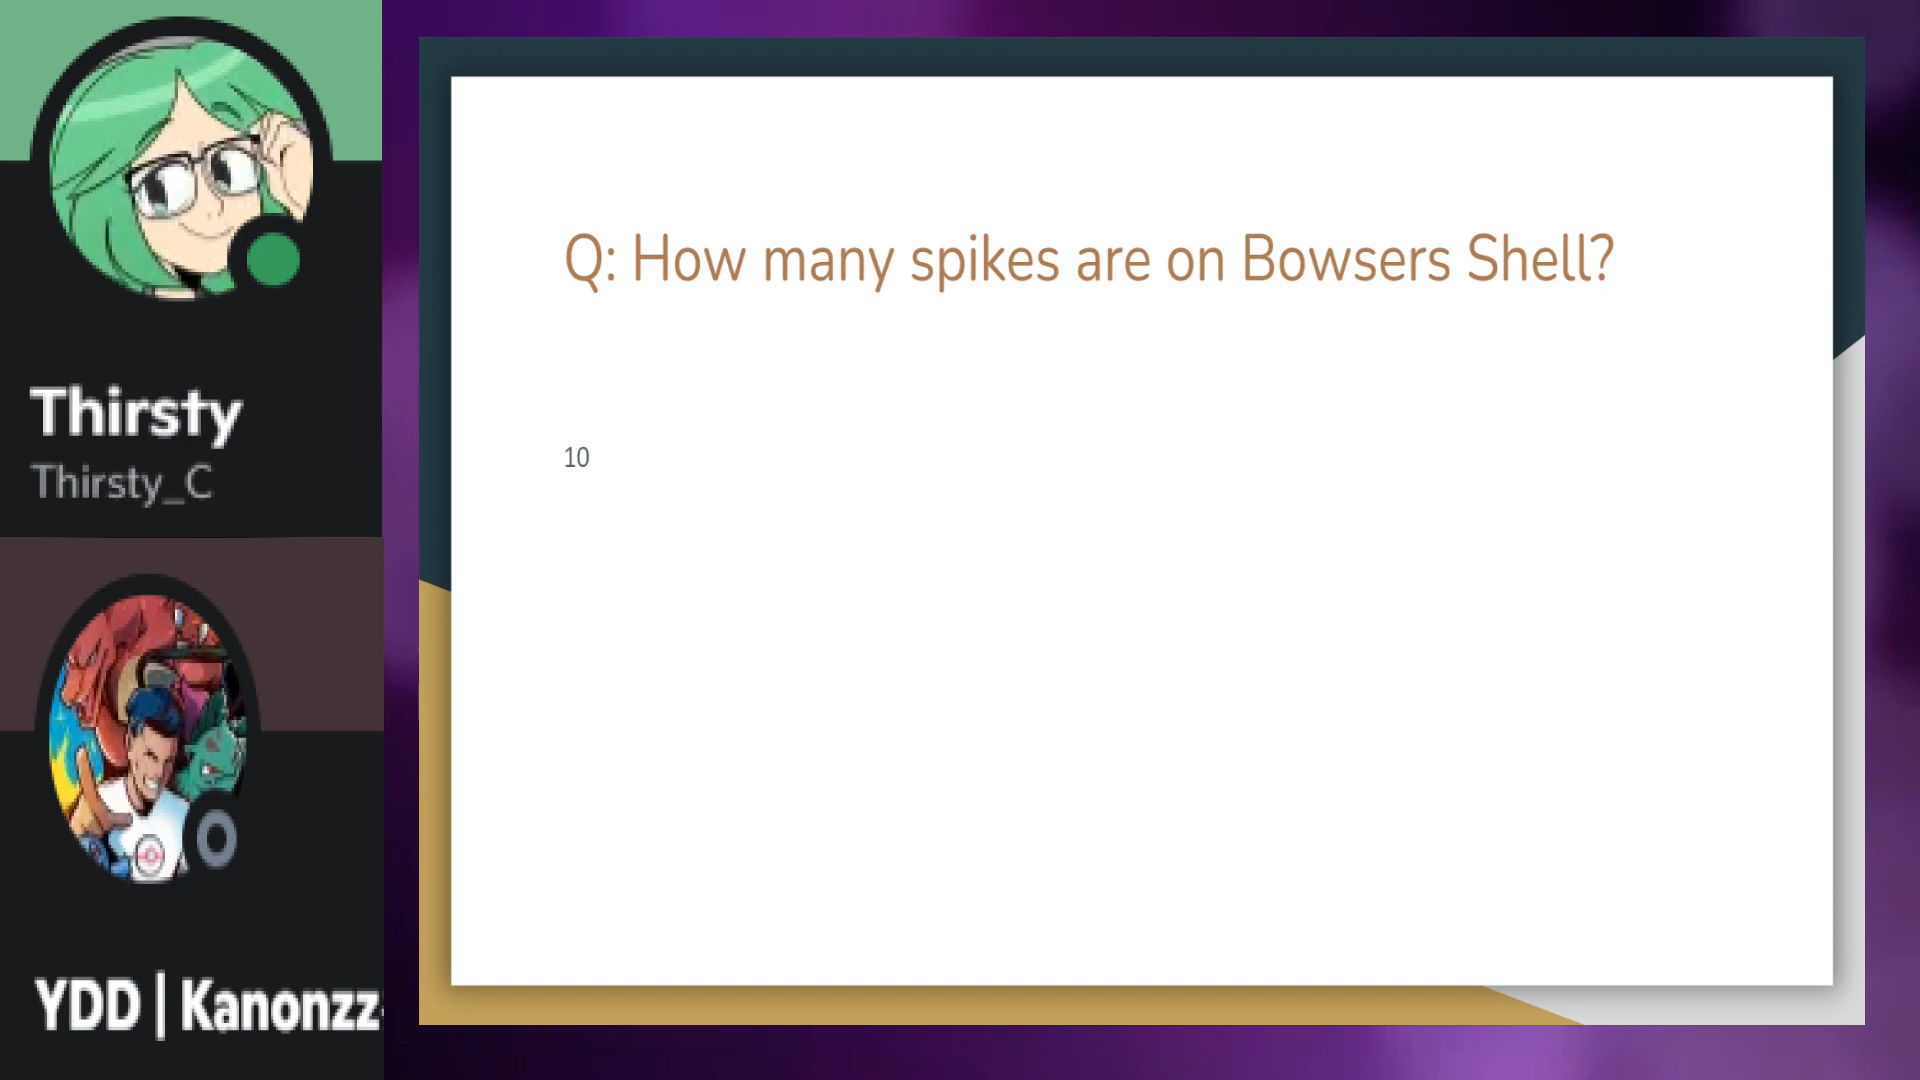 Thirsty
Thirsty_C
YDD | Kanonzz
Q: How many spikes are on Bowsers Shell?
10